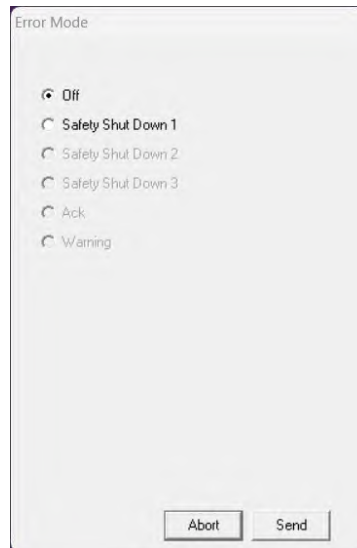 Error Mode
Off
Safety Shut Down 1
Safety Shut Down 2
Safety Shut Down 3
Ack
Warning
Abort Send